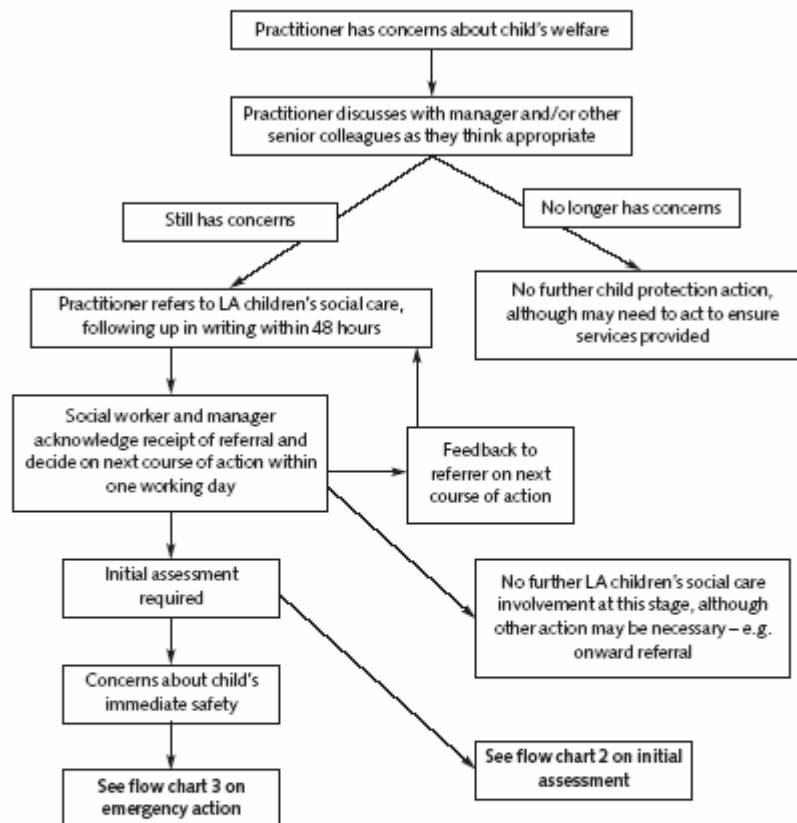 Practitioner has concerns about child's welfare
Practitioner discusses with manager and/or other
senior colleagues as they think appropriate
Still has concerns
No longer has concerns
Practitioner refers to LA children's social care,
following up in writing within 48 hours
No further child protection action,
although may need to act to ensure
services provided
Social worker and manager
acknowledge receipt of referral and
decide on next course of action within
one working day
Feedback to
referrer on next
course of action
Initial assessment
required
No further LA children's social care
involvement at this stage, although
other action may be necessary – e.g.
onward referral
Concerns about child's
immediate safety
See flow chart 2 on initial
assessment
See flow chart 3 on
emergency action